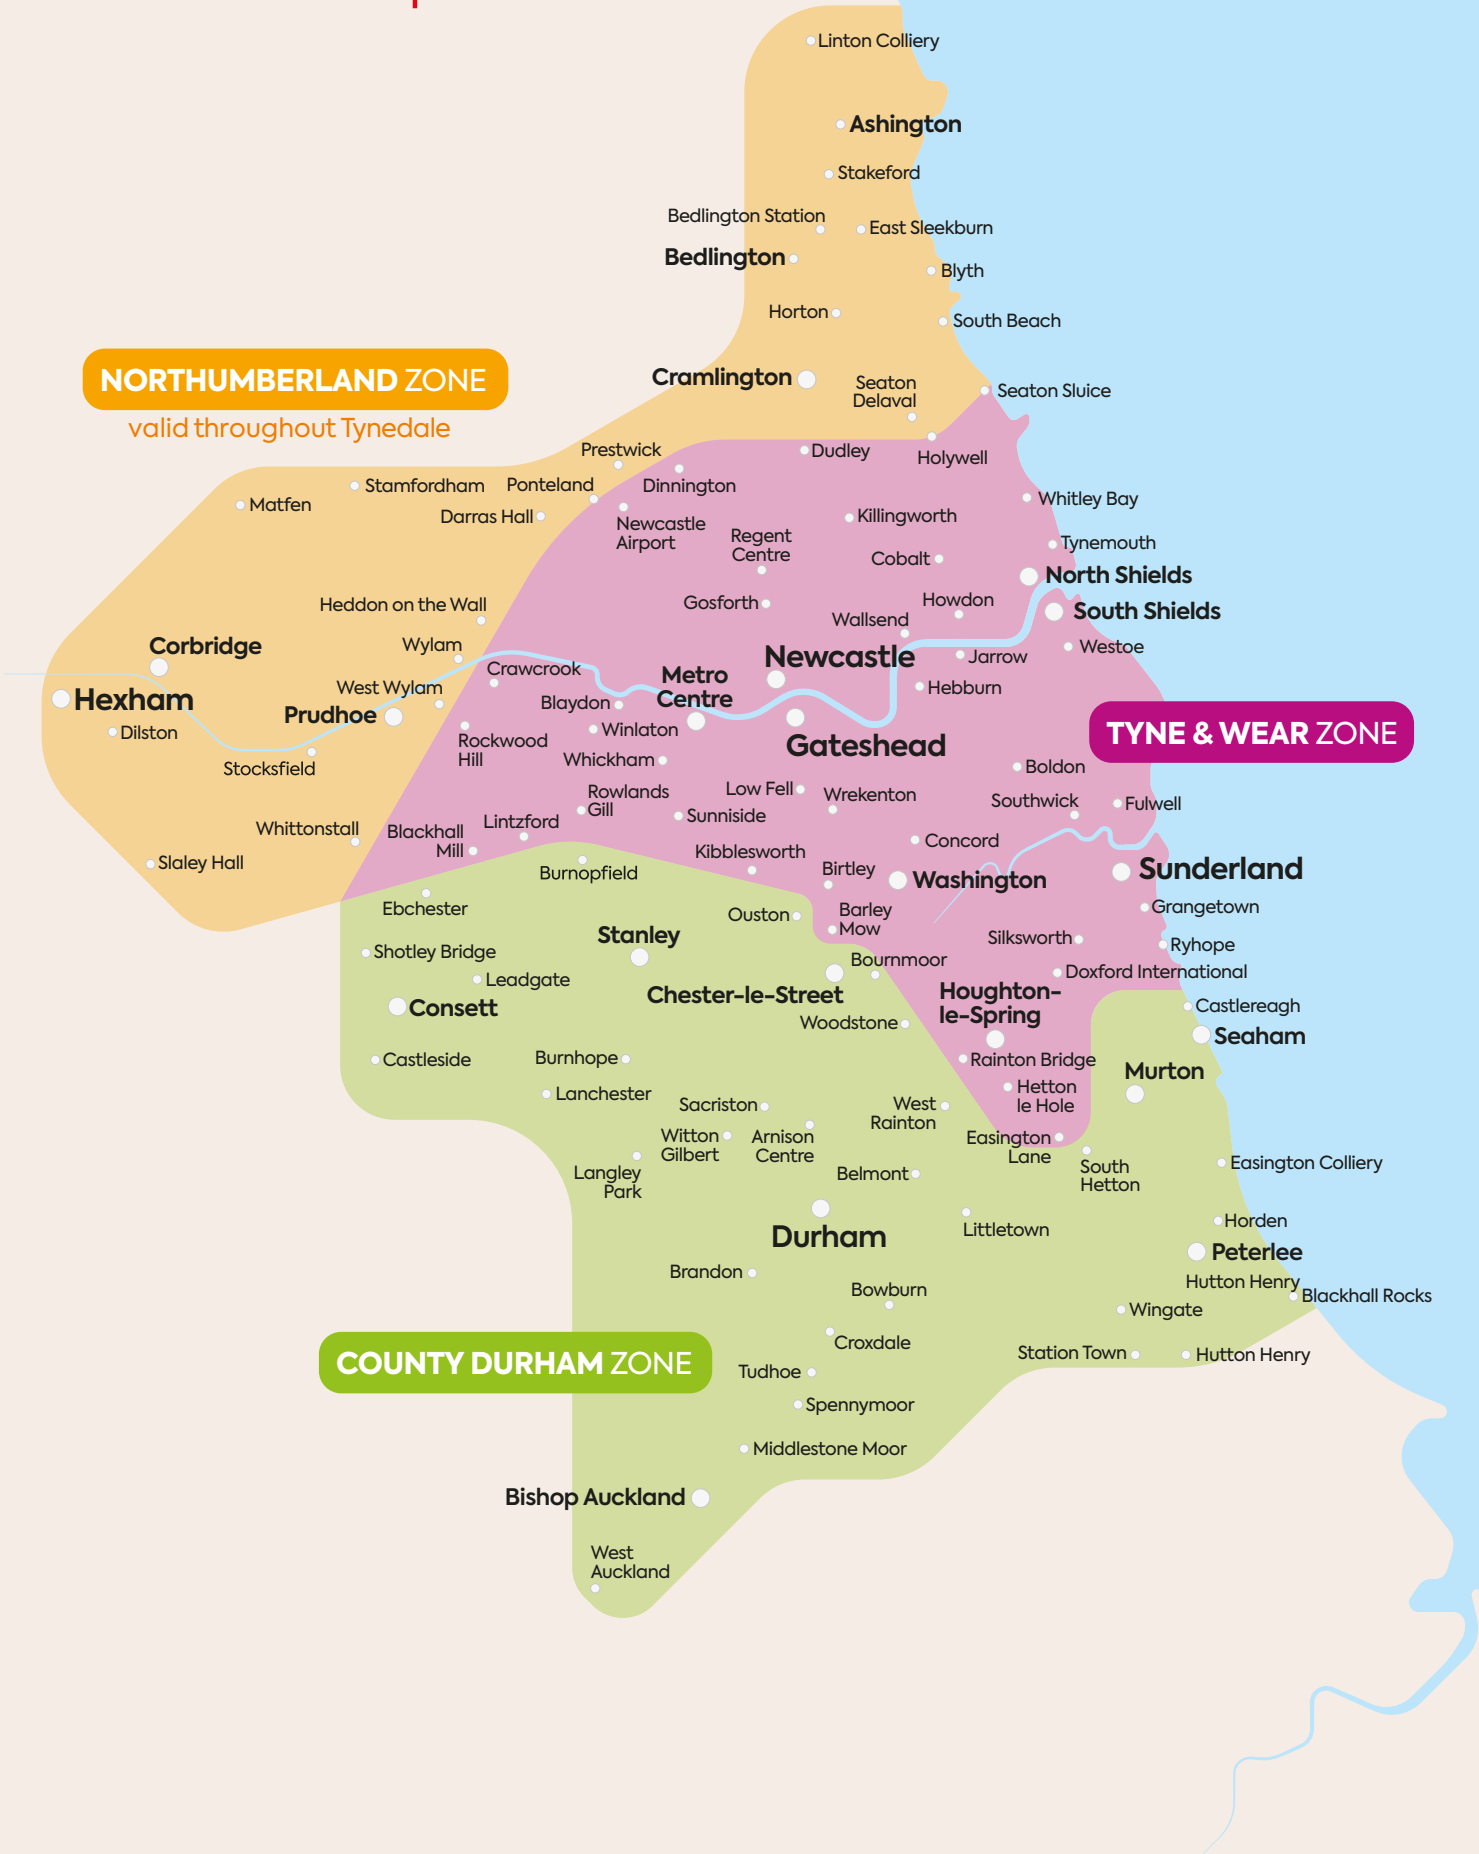 Linton Colliery
Ashington
Stakeford
Bedlington Station
East Sleekburn
Bedlington
Blyth
Horton
South Beach
NORTHUMBERLAND ZONE
valid throughout Tynedale
Cramlington
Seaton
Delaval
Seaton Sluice
Prestwick
Dudley
Holywell
Stamfordham
Ponteland
Dinnington
Matfen
Darras Hall
Newcastle
Airport
Regent
Centre
Killingworth
Whitley Bay
Cobalt
Tynemouth
North Shields
Heddon on the Wall
Gosforth
Howdon
Wallsend
South Shields
Corbridge
Wylam
Crawcrook
Metro
Centre
Newcastle
Jarrow
Westoe
Hexham
West Wylam
Prudhoe
Blaydon
Hebburn
Dilston
Rockwood
Hill
Winlaton
Gateshead
TYNE & WEAR ZONE
Stocksfield
Whickham
Boldon
Rowlands
Gill
Low Fell
Wrekenton
Southwick
Fulwell
Whittonstall
Blackhall
Mill
Lintzford
Sunniside
Concord
Slaley Hall
Burnopfield
Kibblesworth
Birtley
Washington
Sunderland
Ebchester
Ouston
Barley
Mow
Grangetown
Stanley
Silksworth
Ryhope
Shotley Bridge
Leadgate
Bournmoor
Doxford International
Chester-le-Street
Houghton-
le-Spring
Consett
Castlereagh
Woodstone
Seaham
Castleside
Burnhope
Rainton Bridge
Murton
Lanchester
Hetton
le Hole
Sacriston
West
Rainton
Witton
Gilbert
Arnison
Centre
Easington
Lane
Langley
Park
Belmont
South
Hetton
Easington Colliery
Durham
Littletown
Horden
Peterlee
Brandon
Bowburn
Hutton Henry
Blackhall Rocks
Wingate
Croxdale
COUNTY DURHAM ZONE
Station Town
Hutton Henry
Tudhoe
Spennymoor
Middlestone Moor
Bishop Auckland
West
Auckland